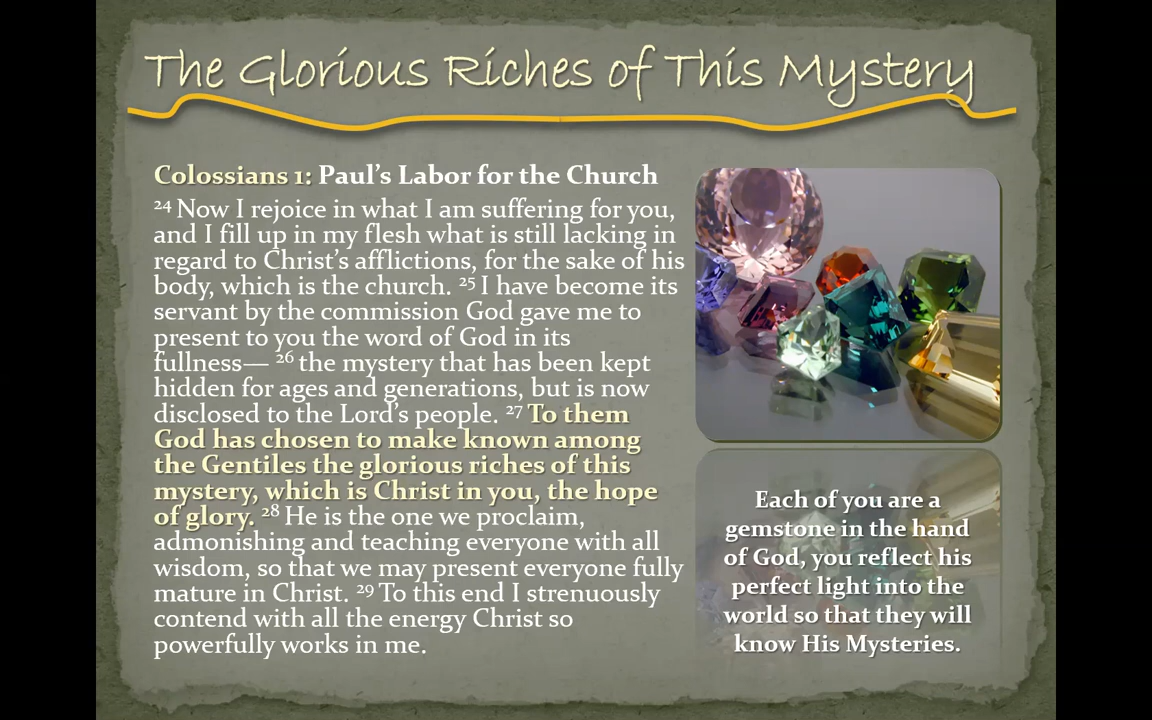 The Glorious Riches of This Mystery
Colossians 1: Paul's Labor for the Church
24 Now I rejoice in what I am suffering for you,
and I fill up in my flesh what is still lacking in
regard to Christ's afflictions, for the sake of his
body, which is the church. 25 I have become its
servant by the commission God gave me to
present to you the word of God in its
fullness— 26 the mystery that has been kept
hidden for ages and generations, but is now
disclosed to the Lord's people. 27 To them
God has chosen to make known among
the Gentiles the glorious riches of this
mystery, which is Christ in you, the hope
of glory. 28 He is the one we proclaim,
admonishing and teaching everyone with all
wisdom, so that we may present everyone fully
mature in Christ. 29 To this end I strenuously
contend with all the energy Christ so
powerfully works in me.
Each of you are a
gemstone in the hand
of God, you reflect his
perfect light into the
world so that they will
know His Mysteries.